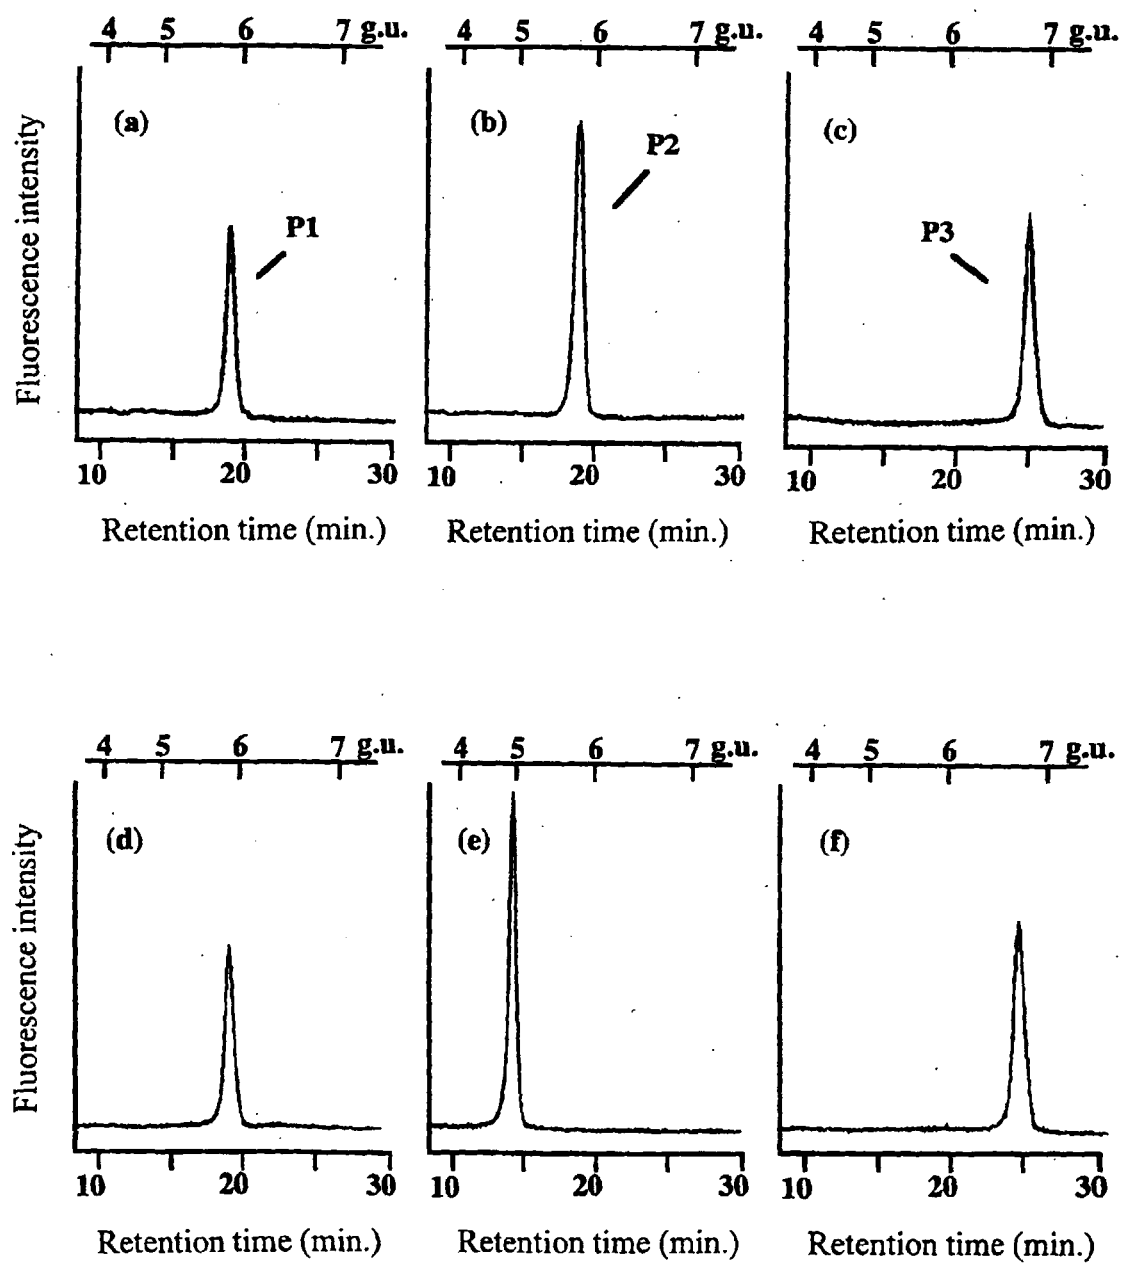 4 5 6 7 g.u. 4 5 6 7 g.u. 4 5 6 7 g.u.
(a) (b) (c)
P1 P2 P3
Fluorescence intensity
10 20 30 10 20 30 10 20 30
Retention time (min.) Retention time (min.) Retention time (min.)
4 5 6 7 g.u. 4 5 6 7 g.u. 4 5 6 7 g.u.
(d) (e) (f)
Fluorescence intensity
10 20 30 10 20 30 10 20 30
Retention time (min.) Retention time (min.) Retention time (min.)